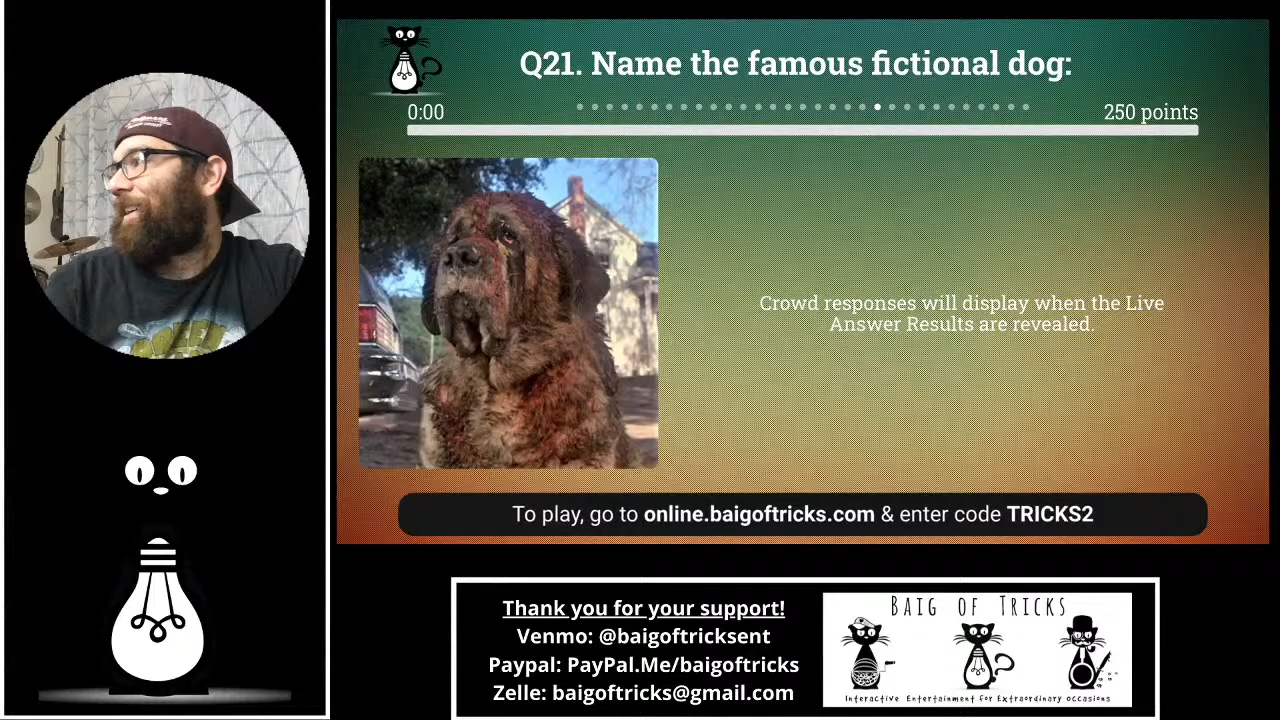 Q21. Name the famous fictional dog:
0:00
250 points
Crowd responses will display when the Live
Answer Results are revealed.
To play, go to online.baigoftricks.com & enter code TRICKS2
Thank you for your support!
Venmo: @baigoftricksent
Paypal: PayPal.Me/baigoftricks
Zelle: baigoftricks@gmail.com
BAIG OF TRICKS
Interactive Entertainment for Extraordinary Occasions